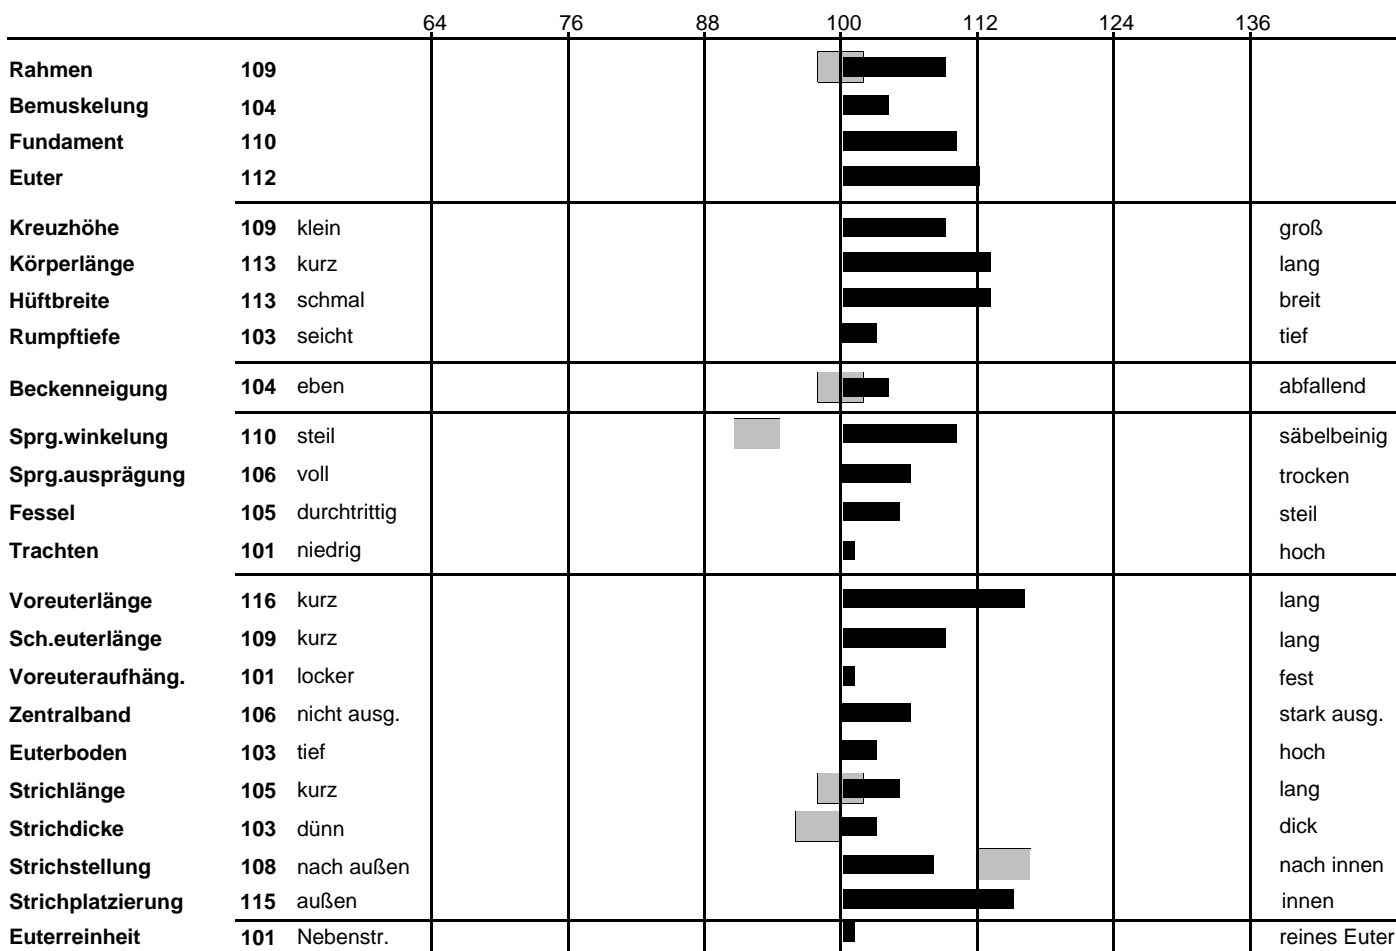 64 76 88 100 112 124 136
Rahmen 109
Bemuskelung 104
Fundament 110
Euter 112
Kreuzhöhe 109 klein groß
Körperlänge 113 kurz lang
Hüftbreite 113 schmal breit
Rumpftiefe 103 seicht tief
Beckenneigung 104 eben abfallend
Sprg.winkelung 110 steil säbelbeinig
Sprg.ausprägung 106 voll trocken
Fessel 105 durchtrittig steil
Trachten 101 niedrig hoch
Voreuterlänge 116 kurz lang
Sch.euterlänge 109 kurz lang
Voreuteraufhäng. 101 locker fest
Zentralband 106 nicht ausg. stark ausg.
Euterboden 103 tief hoch
Strichlänge 105 kurz lang
Strichdicke 103 dünn dick
Strichstellung 108 nach außen nach innen
Strichplatzierung 115 außen innen
Euterreinheit 101 Nebenstr. reines Euter